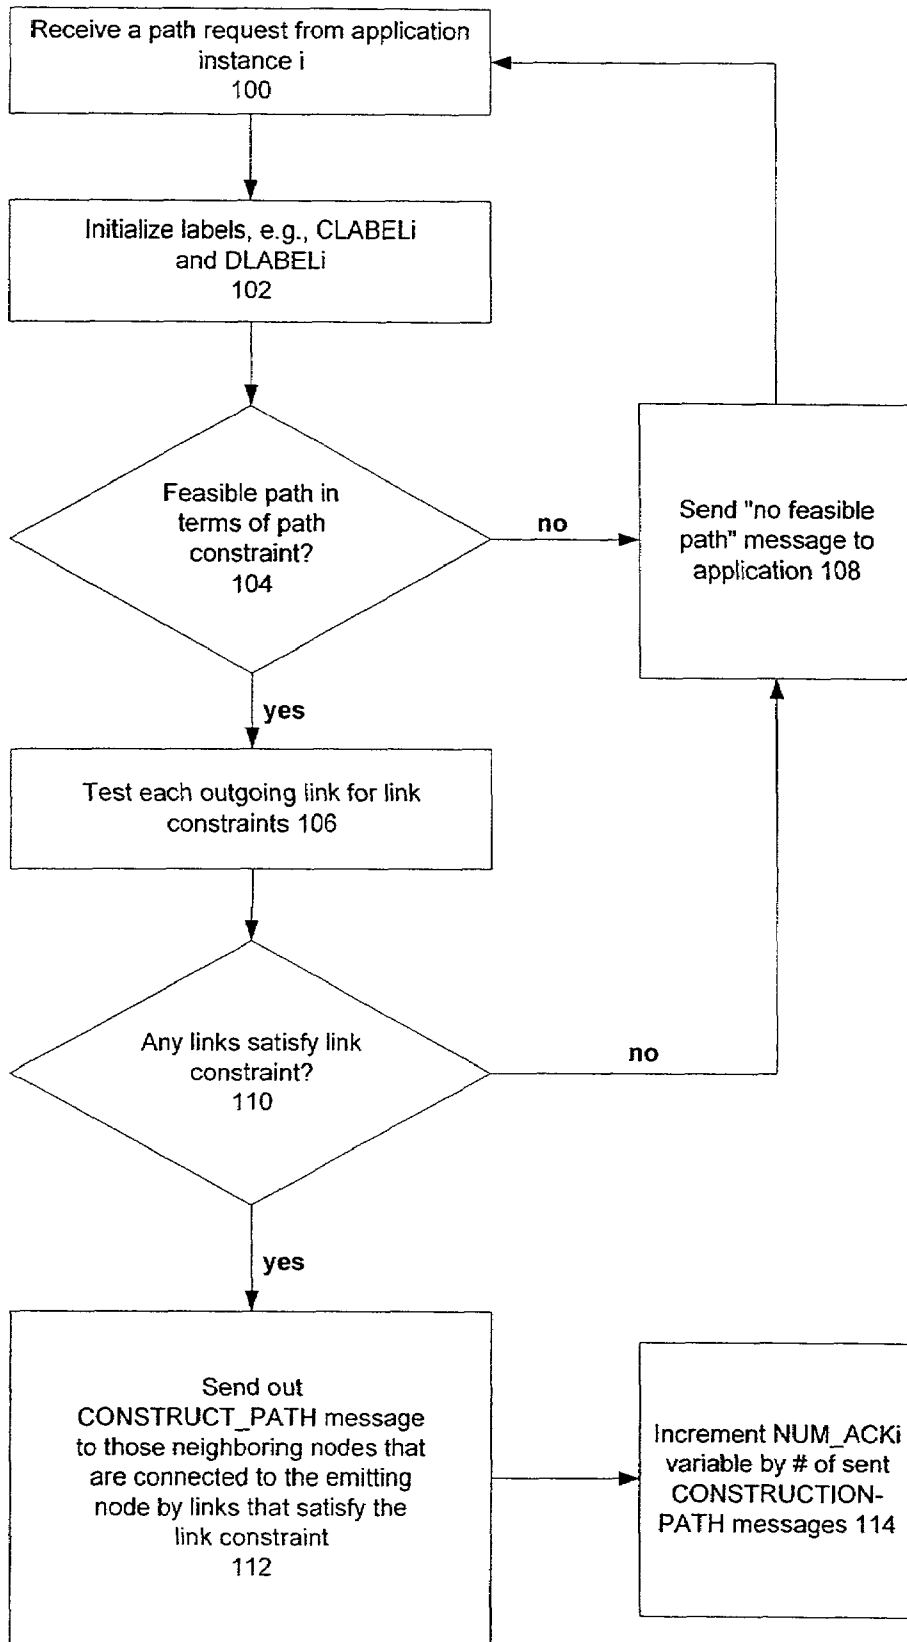 Receive a path request from application
instance i
100
Initialize labels, e.g., CLABELi
and DLABELi
102
Feasible path in
terms of path
constraint?
104
no
Send "no feasible
path" message to
application 108
yes
Test each outgoing link for link
constraints 106
Any links satisfy link
constraint?
110
no
yes
Send out
CONSTRUCT_PATH message
to those neighboring nodes that
are connected to the emitting
node by links that satisfy the
link constraint
112
Increment NUM_ACKi
variable by # of sent
CONSTRUCTION-
PATH messages 114